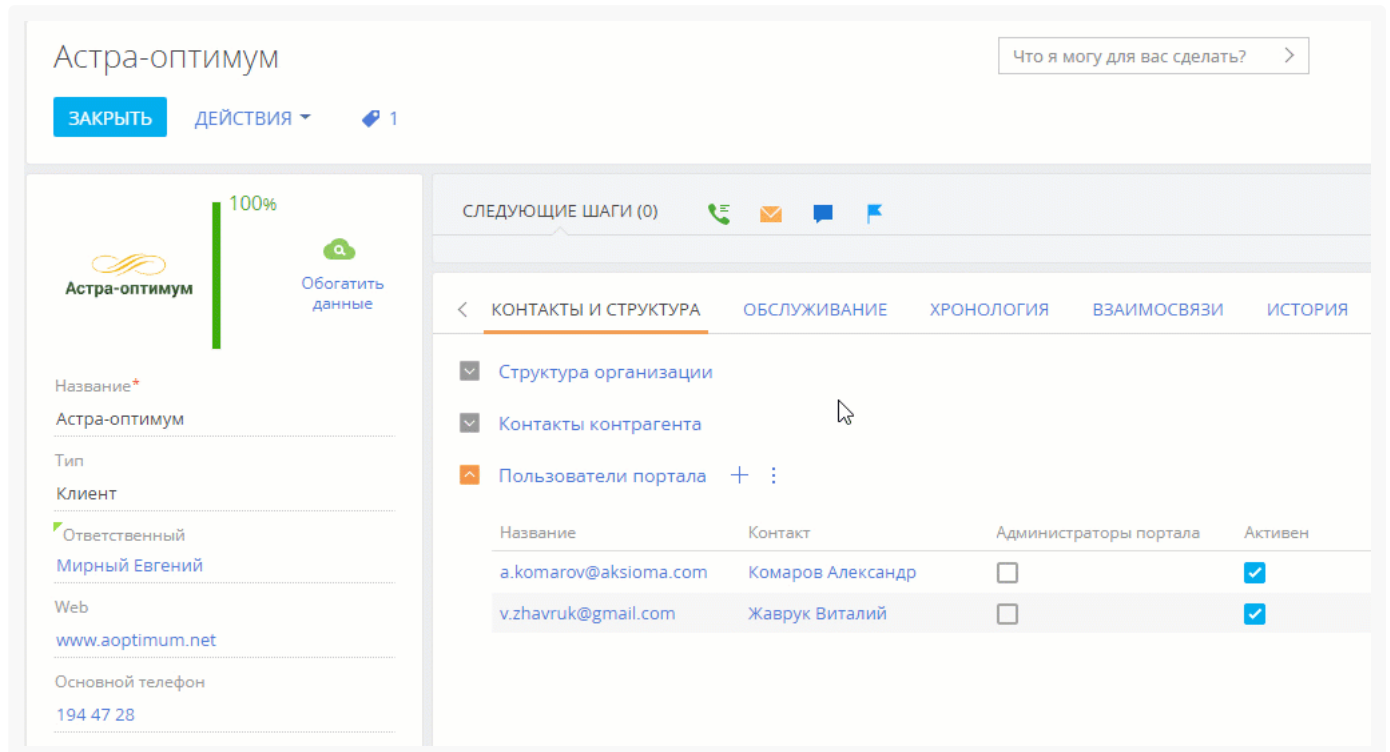 Астра-оптимум
Что я могу для вас сделать?
ЗАКРЫТЬ ДЕЙСТВИЯ 1
100%
Астра-оптимум
Обогатить
данные
Название*
Астра-оптимум
Тип
Клиент
Ответственный
Мирный Евгений
Web
www.aoptimum.net
Основной телефон
194 47 28
СЛЕДУЮЩИЕ ШАГИ (0)
КОНТАКТЫ И СТРУКТУРА ОБСЛУЖИВАНИЕ ХРОНОЛОГИЯ ВЗАИМОСВЯЗИ ИСТОРИЯ
Структура организации
Контакты контрагента
Пользователи портала
Название Контакт Администраторы портала Активен
a.komarov@aksioma.com Комаров Александр
v.zhavruk@gmail.com Жаврук Виталий